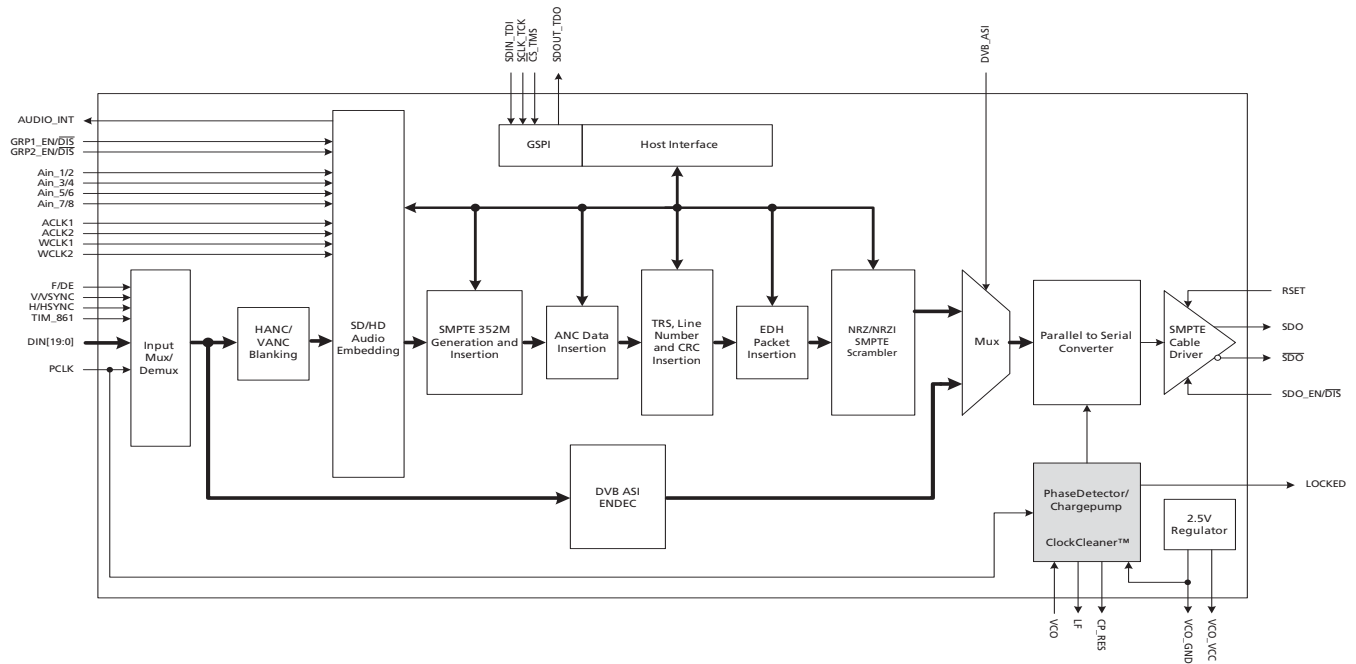 SDIN_TDI
SCLK_TCK
CS_TMS
SDOUT_TDO
DVB_ASI
AUDIO_INT
GRP1_EN/DIS
GRP2_EN/DIS
Ain_1/2
Ain_3/4
Ain_5/6
Ain_7/8
ACLK1
ACLK2
WCLK1
WCLK2
F/DE
V/VSYNC
H/HSYNC
TIM_861
DIN[19:0]
PCLK
GSPI
Host Interface
Input
Mux/
Demux
HANC/
VANC
Blanking
SD/HD
Audio
Embedding
SMPTE 352M
Generation and
Insertion
ANC Data
Insertion
TRS, Line
Number
and CRC
Insertion
EDH
Packet
Insertion
NRZ/NRZI
SMPTE
Scrambler
Mux
Parallel to Serial
Converter
SMPTE
Cable
Driver
RSET
SDO
SDO
SDO_EN/DIS
DVB ASI
ENDEC
PhaseDetector/
Chargepump
ClockCleaner™
LOCKED
2.5V
Regulator
VCO
LF
CP_RES
VCO_GND
VCO_VCC